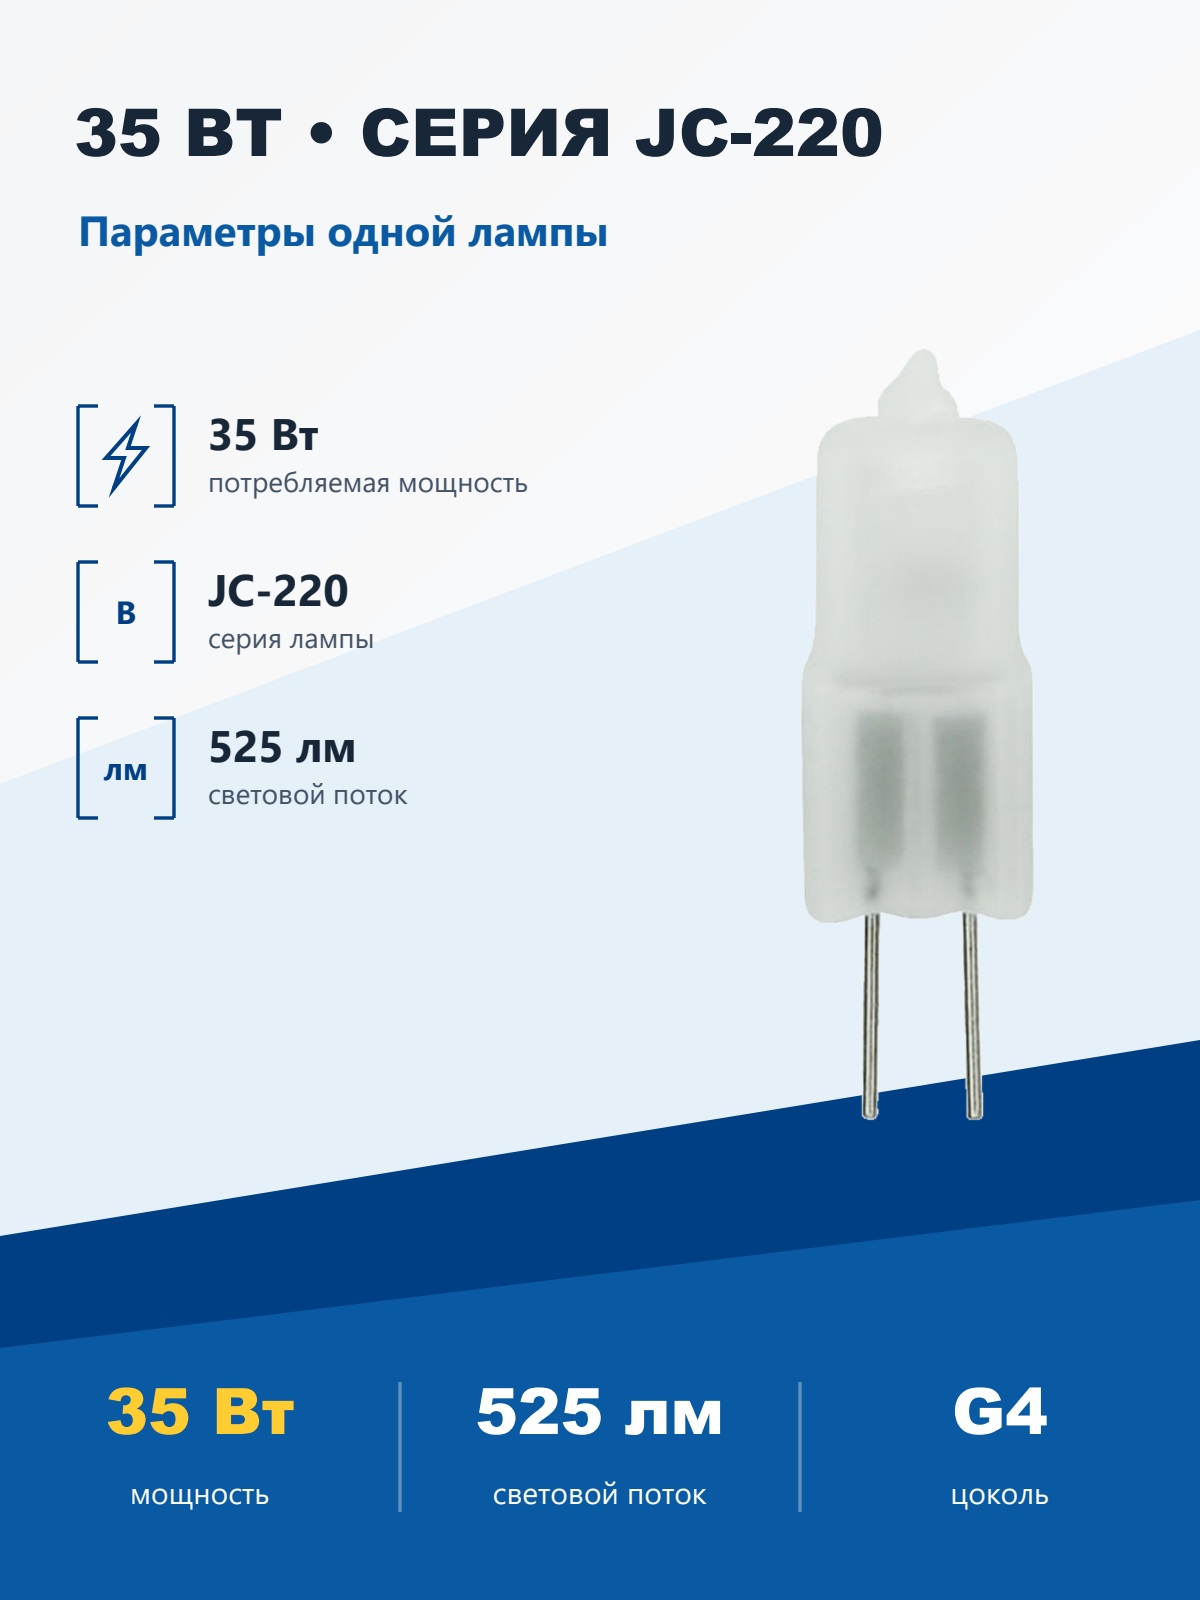 35 ВТ • СЕРИЯ JC-220
Параметры одной лампы
35 Вт
потребляемая мощность
В
JC-220
серия лампы
лм
525 лм
световой поток
35 Вт
мощность
525 лм
световой поток
G4
цоколь